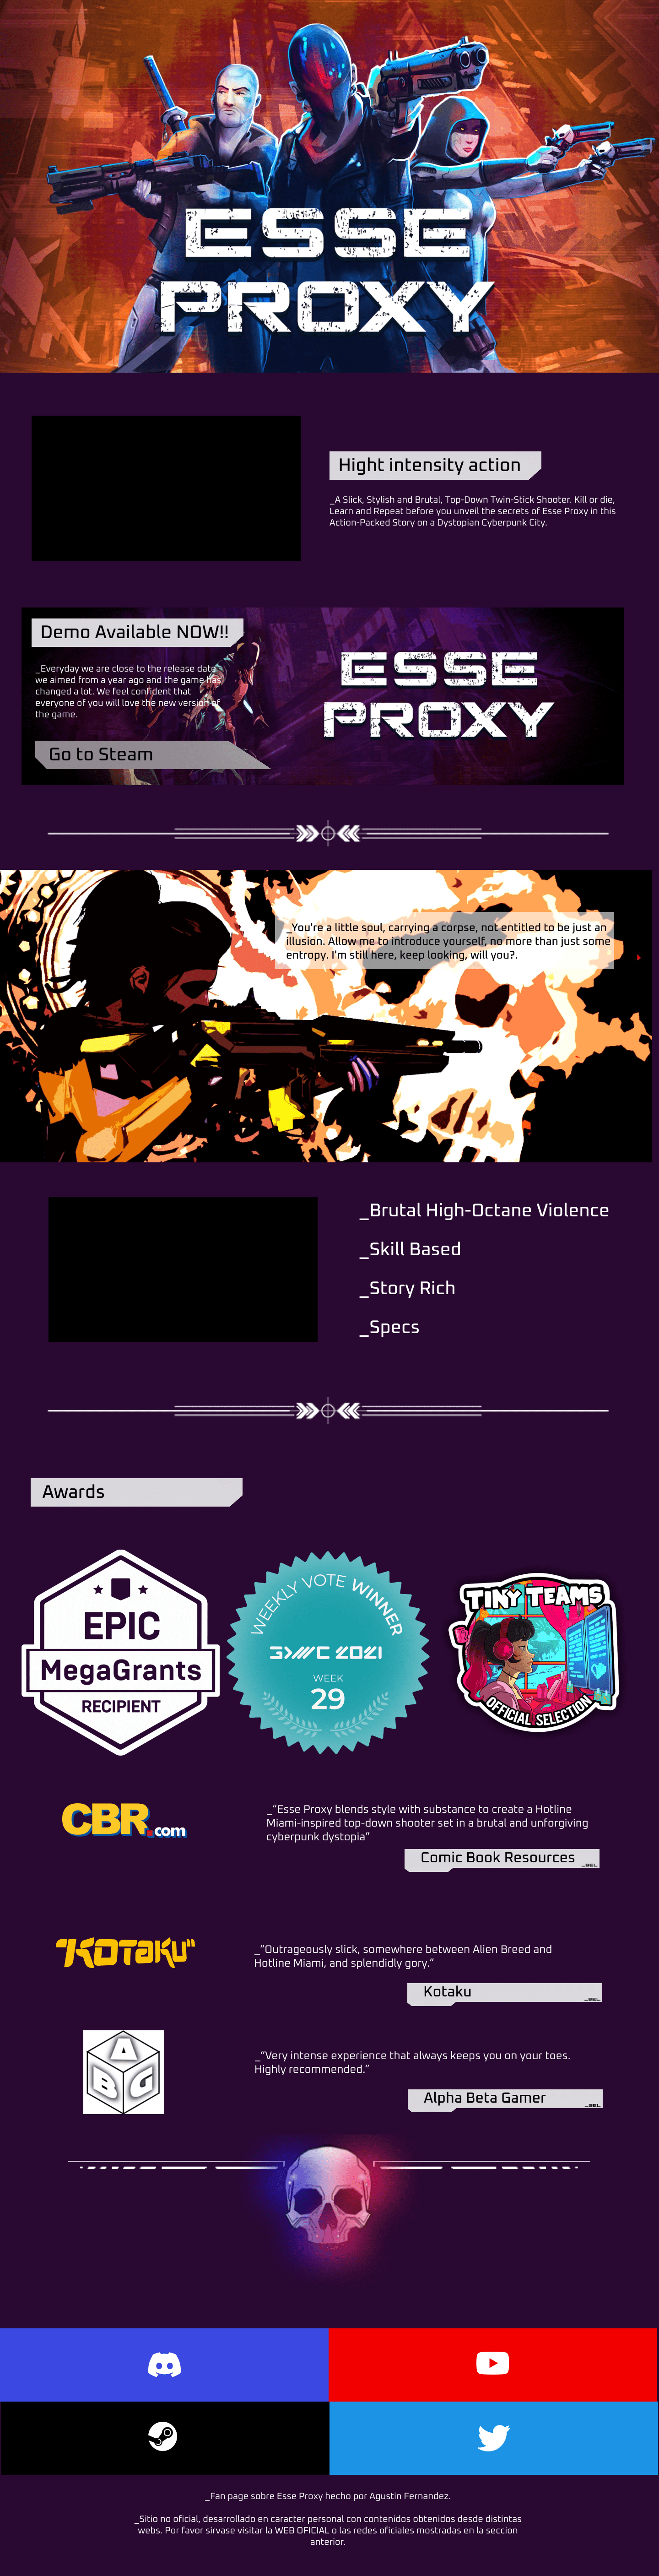 ESSE
PROXY
Hight intensity action
_A Slick, Stylish and Brutal, Top-Down Twin-Stick Shooter. Kill or die,
Learn and Repeat before you unveil the secrets of Esse Proxy in this
Action-Packed Story on a Dystopian Cyberpunk City.
Demo Available NOW!!
_Everyday we are close to the release date
we aimed from a year ago and the game has
changed a lot. We feel confident that
everyone of you will love the new version of
the game.
Go to Steam
ESSE
PROXY
_You're a little soul, carrying a corpse, not entitled to be just an
illusion. Allow me to introduce yourself, no more than just some
entropy. I'm still here, keep looking, will you?.
_Brutal High-Octane Violence
_Skill Based
_Story Rich
_Specs
Awards
EPIC
MegaGrants
RECIPIENT
WEEKLY VOTE WINNER
GDWC 2021
WEEK
29
TINY TEAMS
OFFICIAL SELECTION
CBR.com
_"Esse Proxy blends style with substance to create a Hotline
Miami-inspired top-down shooter set in a brutal and unforgiving
cyberpunk dystopia"
Comic Book Resources
_SEL_
"KOTAKU"
_"Outrageously slick, somewhere between Alien Breed and
Hotline Miami, and splendidly gory."
Kotaku
_SEL_
A
B G
_"Very intense experience that always keeps you on your toes.
Highly recommended."
Alpha Beta Gamer
_SEL_
_Fan page sobre Esse Proxy hecho por Agustin Fernandez.
_Sitio no oficial, desarrollado en caracter personal con contenidos obtenidos desde distintas
webs. Por favor sirvase visitar la WEB OFICIAL o las redes oficiales mostradas en la seccion
anterior.